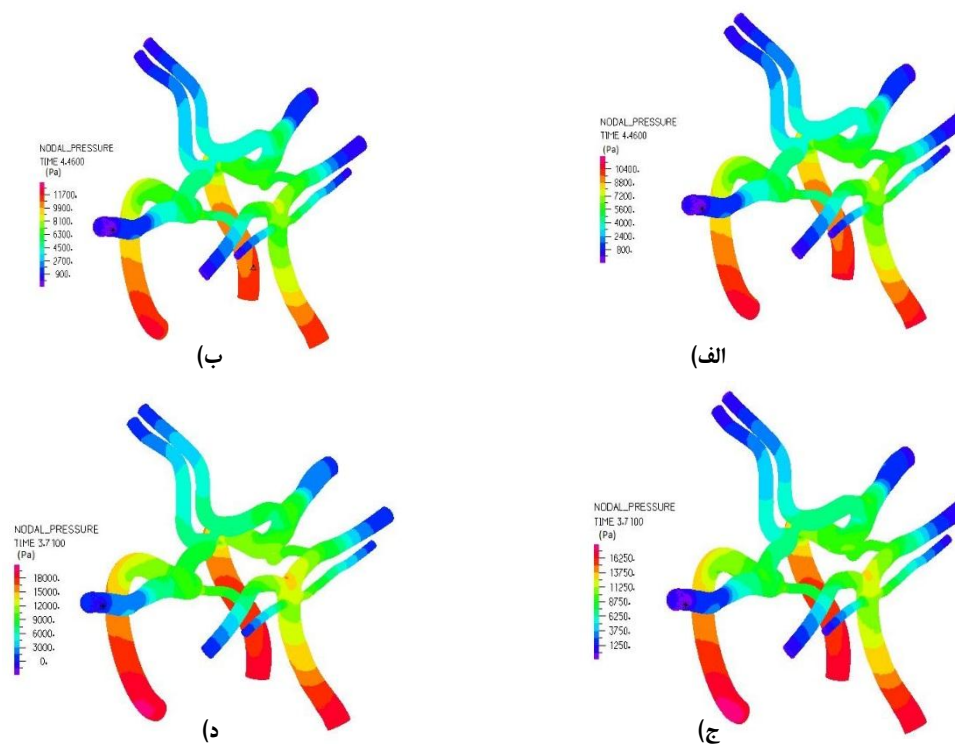 NODAL_PRESSURE
TIME 4.4600
(Pa)
10400.
8800.
7200.
5600.
4000.
2400.
800.
الف)
NODAL_PRESSURE
TIME 4.4600
(Pa)
11700.
9900.
8100.
6300.
4500.
2700.
900.
ب)
NODAL_PRESSURE
TIME 3.7100
(Pa)
16250.
13750.
11250.
8750.
6250.
3750.
1250.
ج)
NODAL_PRESSURE
TIME 3.7100
(Pa)
18000.
15000.
12000.
9000.
6000.
3000.
0.
د)